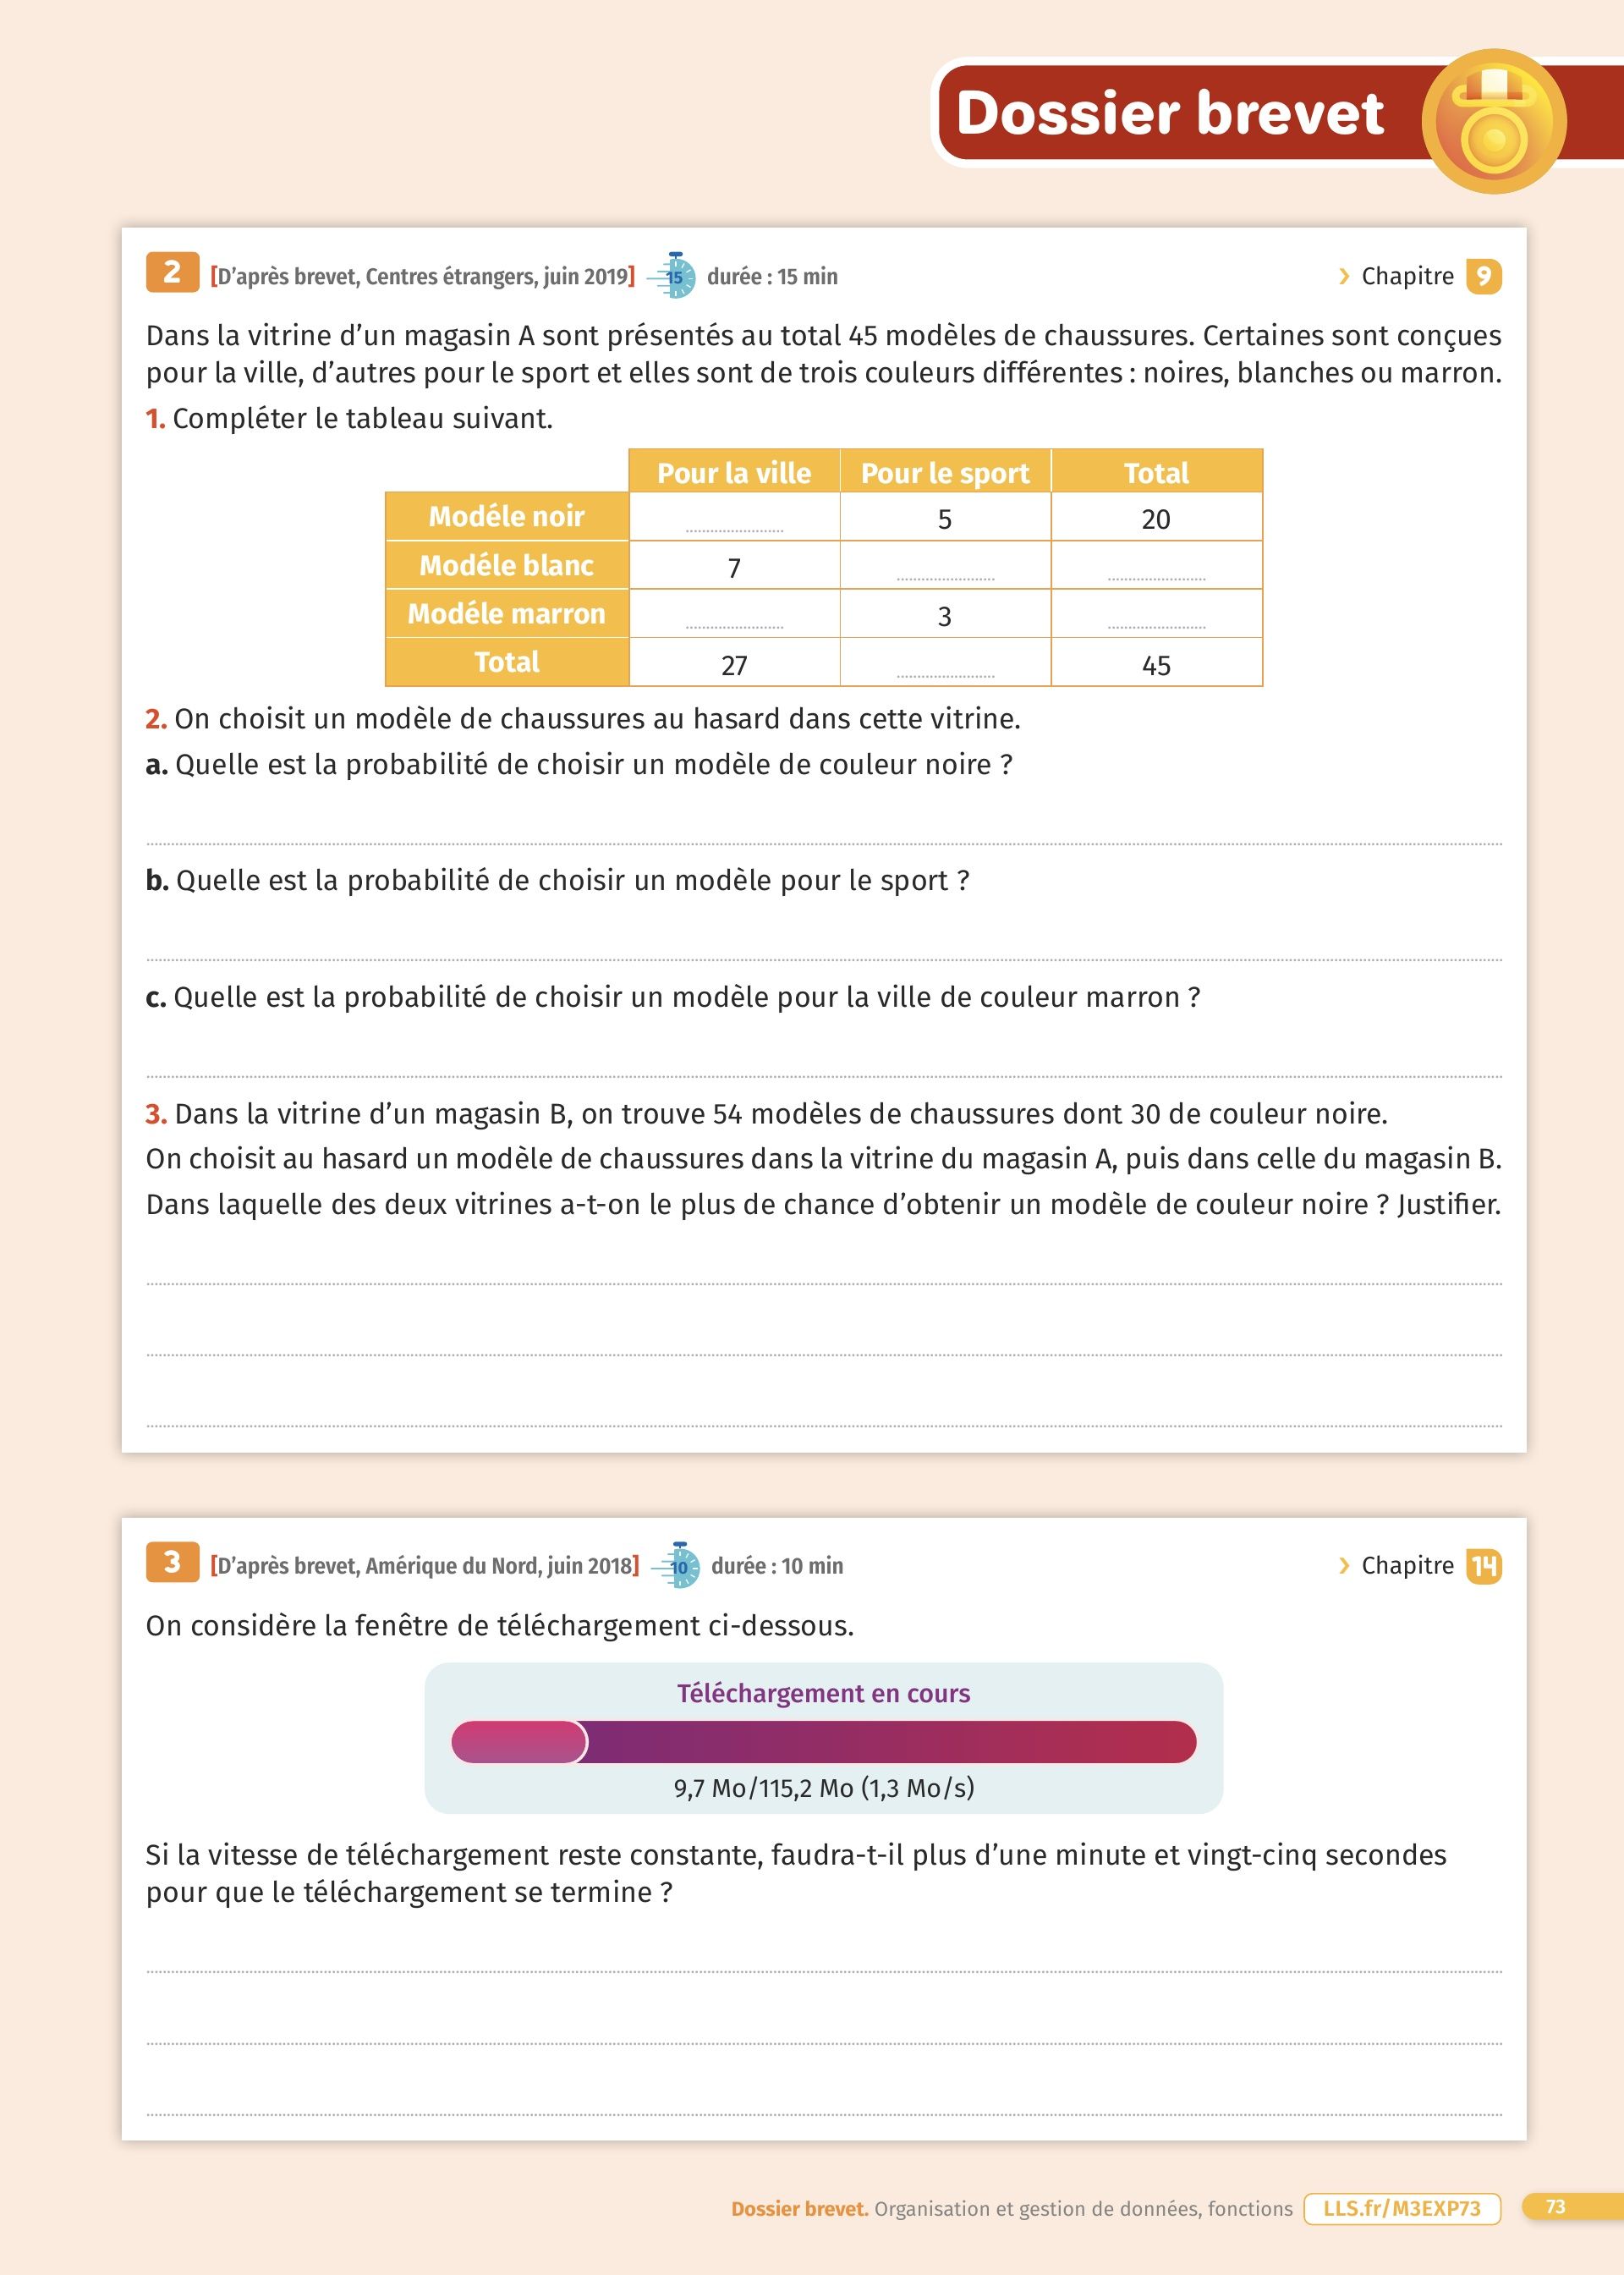 Dossier brevet
2 [D’après brevet, Centres étrangers, juin 2019] 15 durée : 15 min › Chapitre 9
Dans la vitrine d’un magasin A sont présentés au total 45 modèles de chaussures. Certaines sont conçues
pour la ville, d’autres pour le sport et elles sont de trois couleurs différentes : noires, blanches ou marron.
1. Compléter le tableau suivant.
Pour la ville Pour le sport Total
Modéle noir ........................ 5 20
Modéle blanc 7 ........................ ........................
Modéle marron ........................ 3 ........................
Total 27 ........................ 45
2. On choisit un modèle de chaussures au hasard dans cette vitrine.
a. Quelle est la probabilité de choisir un modèle de couleur noire ?
b. Quelle est la probabilité de choisir un modèle pour le sport ?
c. Quelle est la probabilité de choisir un modèle pour la ville de couleur marron ?
3. Dans la vitrine d’un magasin B, on trouve 54 modèles de chaussures dont 30 de couleur noire.
On choisit au hasard un modèle de chaussures dans la vitrine du magasin A, puis dans celle du magasin B.
Dans laquelle des deux vitrines a-t-on le plus de chance d’obtenir un modèle de couleur noire ? Justifier.
3 [D’après brevet, Amérique du Nord, juin 2018] 10 durée : 10 min › Chapitre 14
On considère la fenêtre de téléchargement ci-dessous.
Téléchargement en cours
9,7 Mo/115,2 Mo (1,3 Mo/s)
Si la vitesse de téléchargement reste constante, faudra-t-il plus d’une minute et vingt-cinq secondes
pour que le téléchargement se termine ?
Dossier brevet. Organisation et gestion de données, fonctions LLS.fr/M3EXP73 73